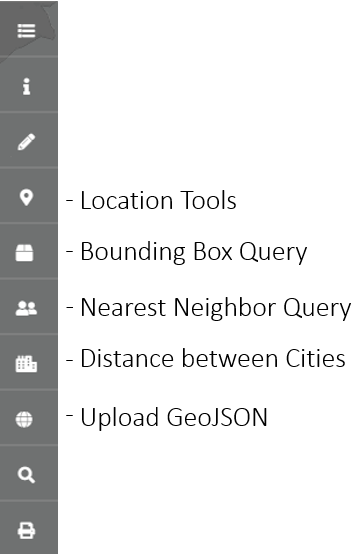 - Location Tools
- Bounding Box Query
- Nearest Neighbor Query
- Distance between Cities
- Upload GeoJSON